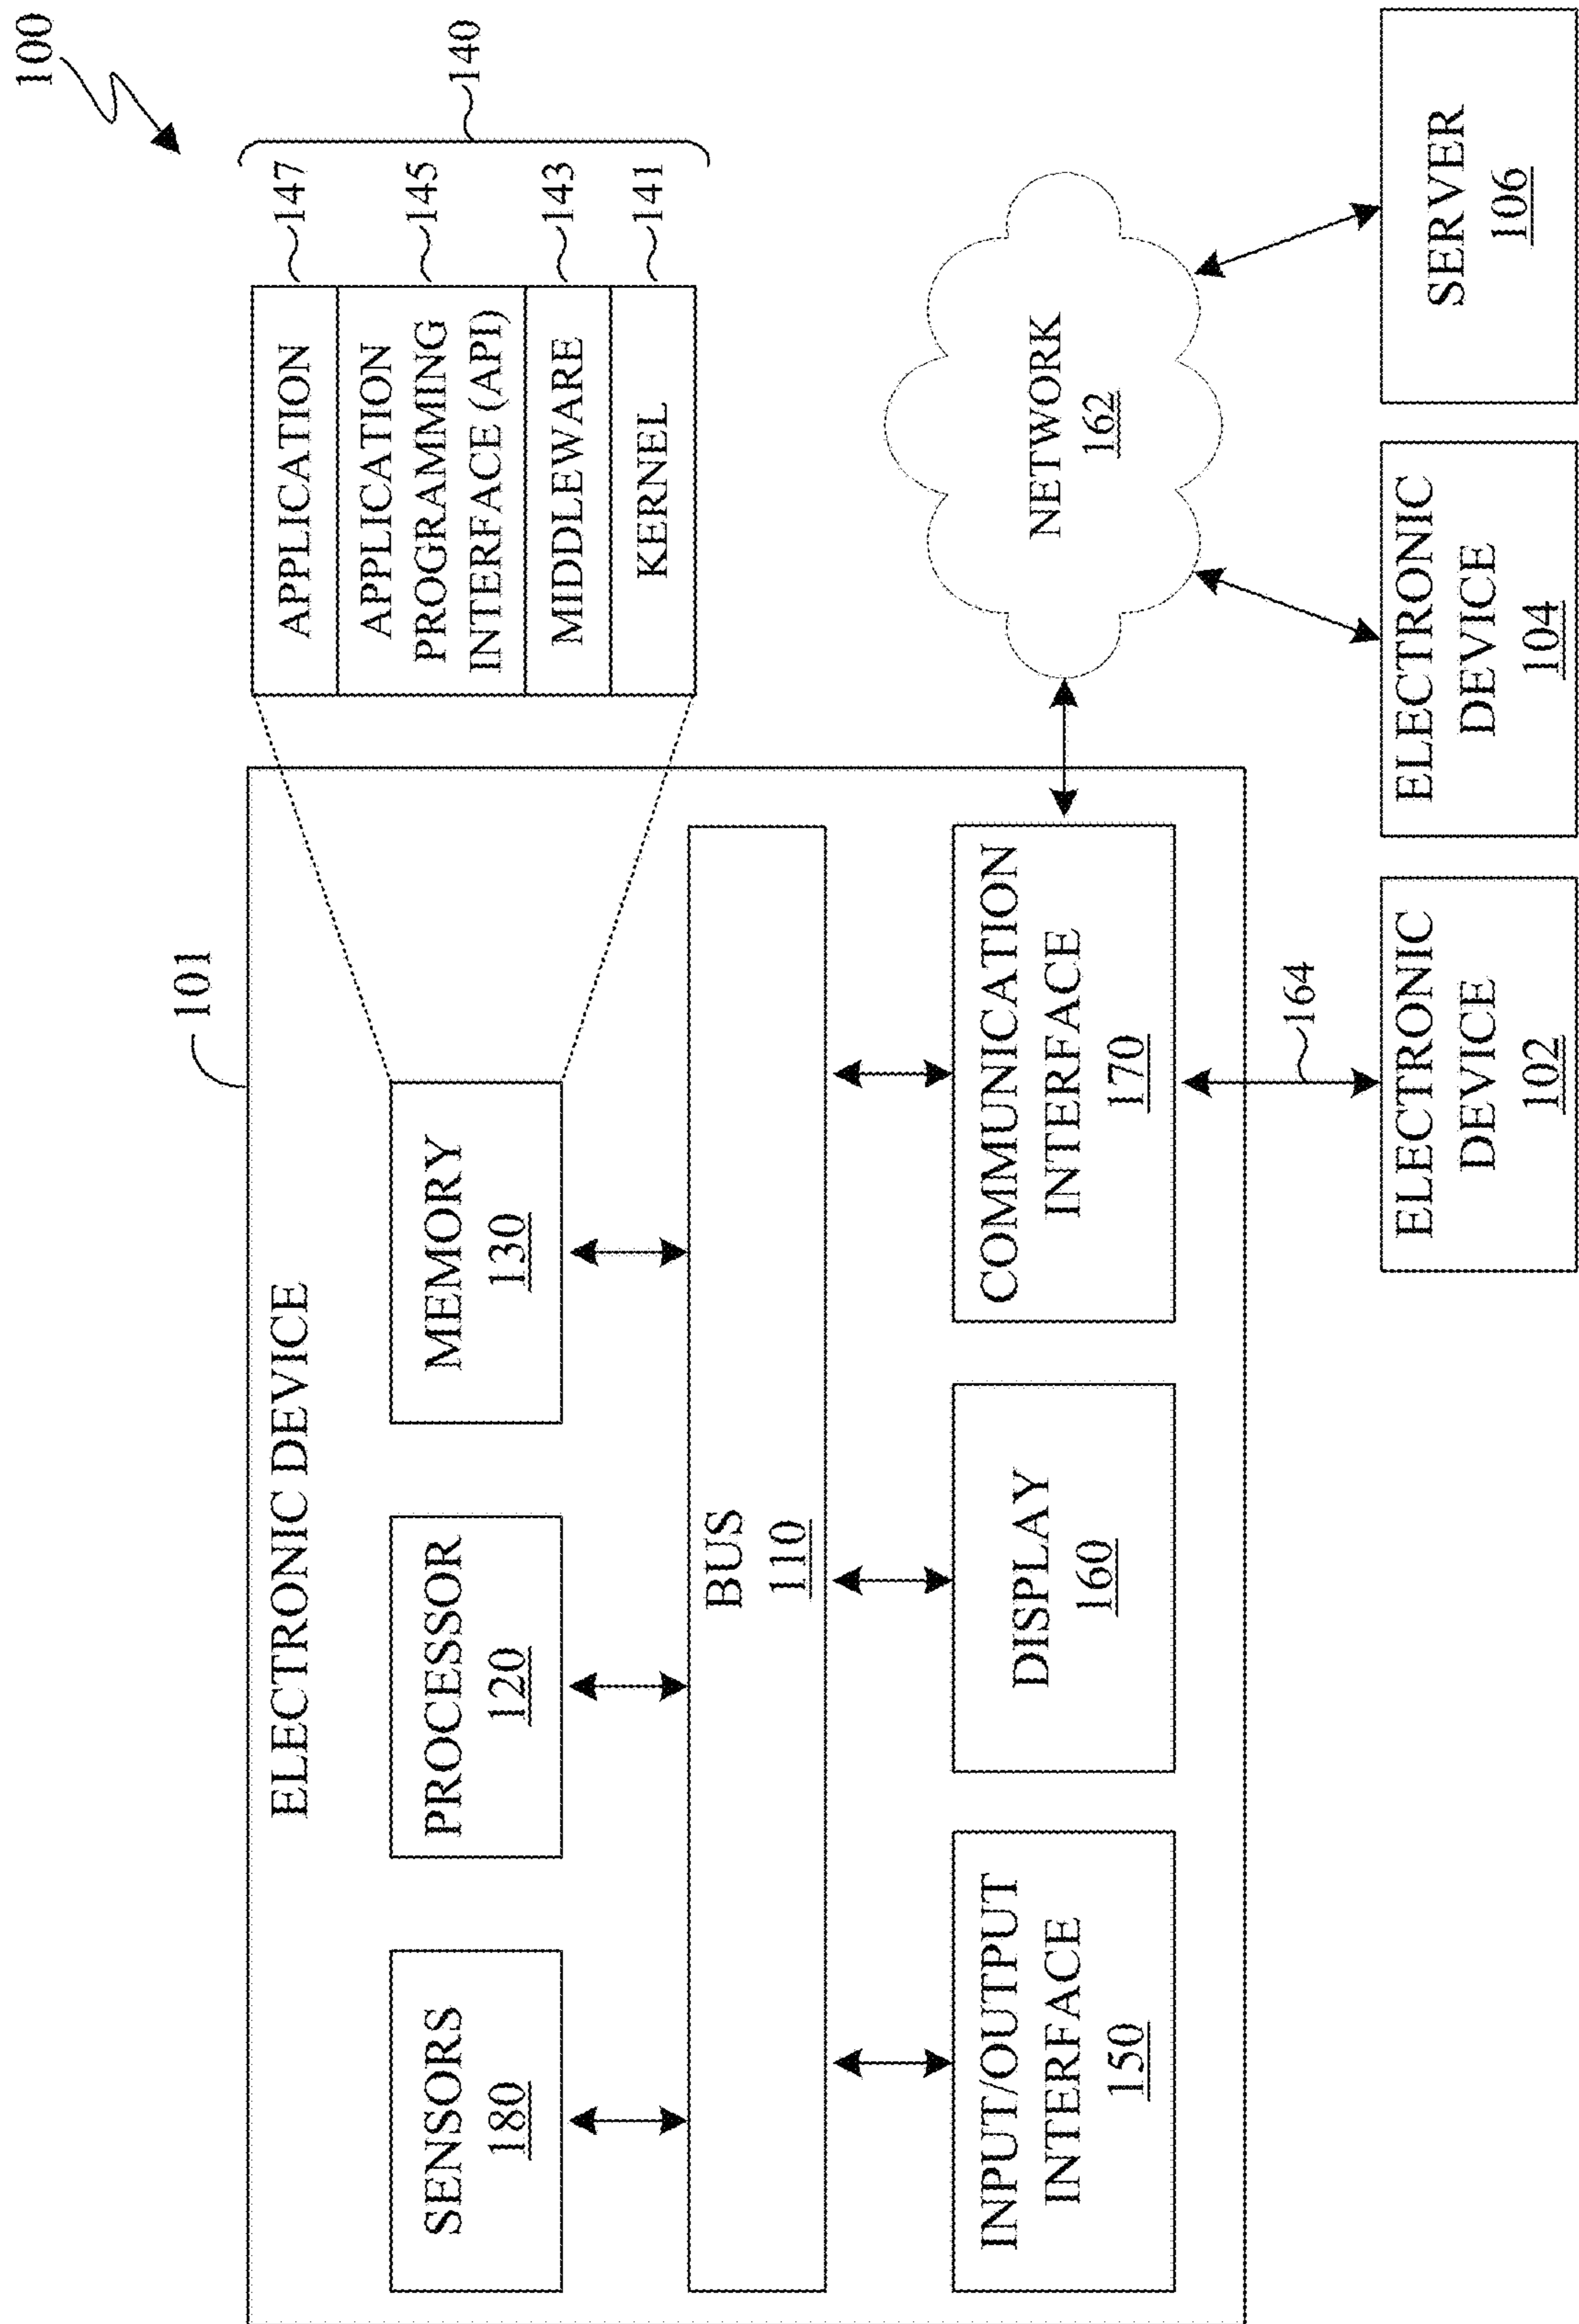 100
101
ELECTRONIC DEVICE
SENSORS
180
PROCESSOR
120
MEMORY
130
APPLICATION
147
APPLICATION
PROGRAMMING
INTERFACE (API)
145
MIDDLEWARE
143
KERNEL
141
140
BUS
110
INPUT/OUTPUT
INTERFACE
150
DISPLAY
160
COMMUNICATION
INTERFACE
170
NETWORK
162
164
ELECTRONIC
DEVICE
102
ELECTRONIC
DEVICE
104
SERVER
106